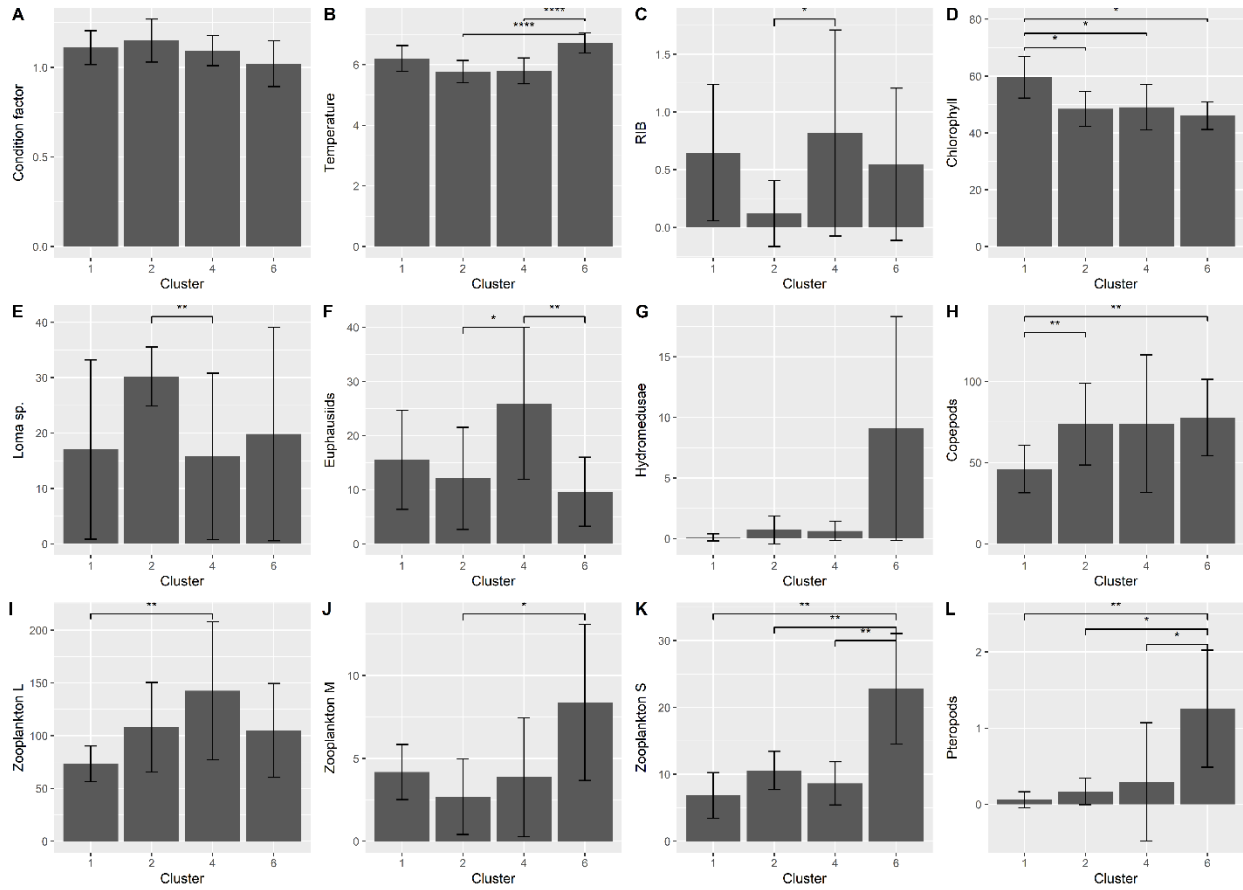 A
Condition factor
1.0
0.5
0.0
1 2 4 6
Cluster
B
****
****
Temperature
6
4
2
0
1 2 4 6
Cluster
C
*
RIB
1.5
1.0
0.5
0.0
1 2 4 6
Cluster
D
*
*
*
Chlorophyll
80
60
40
20
0
1 2 4 6
Cluster
E
**
Loma sp.
40
30
20
10
0
1 2 4 6
Cluster
F
*
**
Euphausiids
40
30
20
10
0
1 2 4 6
Cluster
G
Hydromedusae
15
10
5
0
1 2 4 6
Cluster
H
**
**
Copepods
100
50
0
1 2 4 6
Cluster
I
**
Zooplankton L
200
150
100
50
0
1 2 4 6
Cluster
J
*
Zooplankton M
10
5
0
1 2 4 6
Cluster
K
**
**
**
Zooplankton S
30
20
10
0
1 2 4 6
Cluster
L
**
*
*
Pteropods
2
1
0
1 2 4 6
Cluster